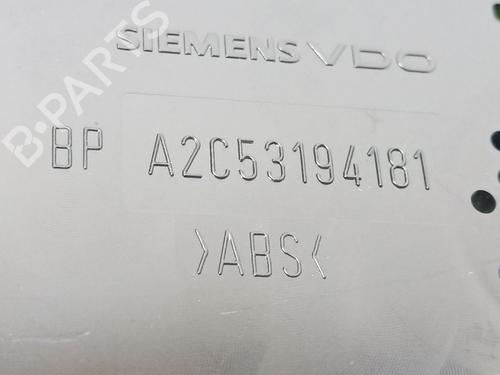 SIEMENS VDO
BP A2C53194181
>ABS<
B-PARTS